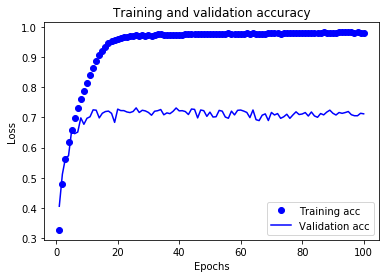 Training and validation accuracy
Loss
1.0
0.9
0.8
0.7
0.6
0.5
0.4
0.3
Training acc
Validation acc
0
20
40
60
80
100
Epochs